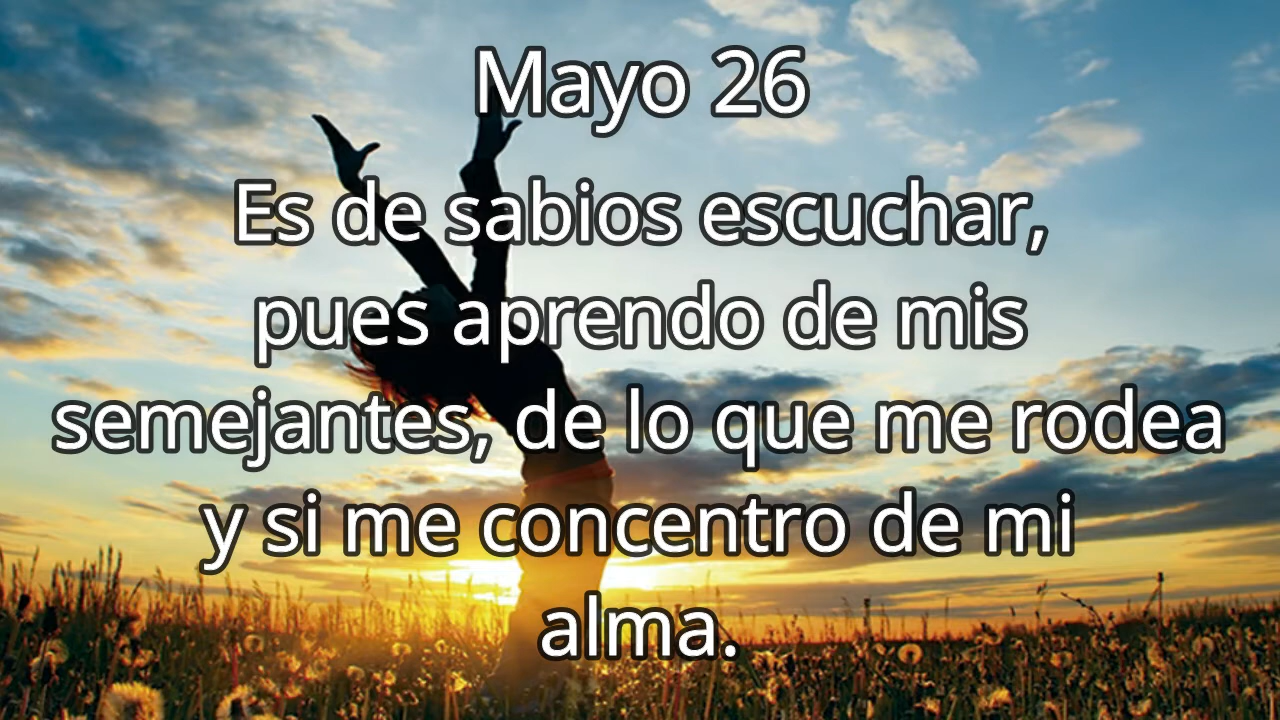 Mayo 26
Es de sabios escuchar,
pues aprendo de mis
semejantes, de lo que me rodea
y si me concentro de mi
alma.